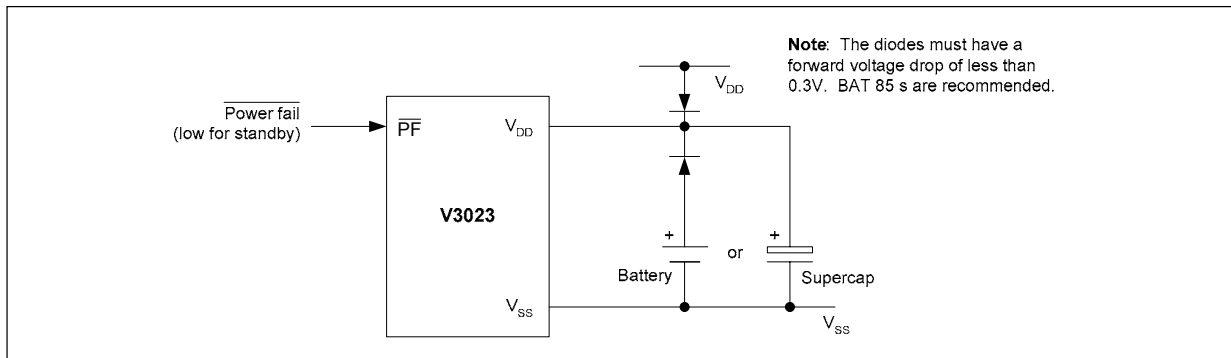 Note: The diodes must have a
forward voltage drop of less than
0.3V. BAT 85 s are recommended.
VDD
Power fail
(low for standby)
PF
VDD
V3023
+
+
or
Battery
Supercap
VSS
VSS